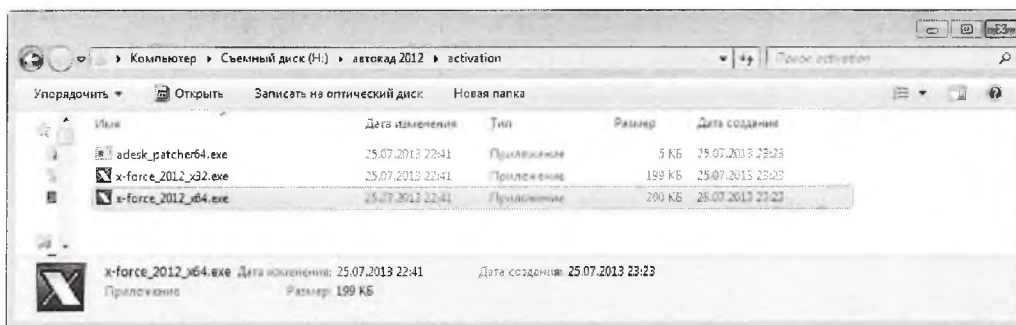 Компьютер ▸ Съемный диск (H:) ▸ автокад 2012 ▸ activation Поиск: activation
Упорядочить Открыть Записать на оптический диск Новая папка
Имя Дата изменения Тип Размер Дата создания
adesk_patcher64.exe 25.07.2013 22:41 Приложение 5 КБ 25.07.2013 23:23
x-force_2012_x32.exe 25.07.2013 22:41 Приложение 199 КБ 25.07.2013 23:23
x-force_2012_x64.exe 25.07.2013 22:41 Приложение 200 КБ 25.07.2013 23:23
x-force_2012_x64.exe Дата изменения: 25.07.2013 22:41 Дата создания: 25.07.2013 23:23
Приложение Размер: 199 КБ